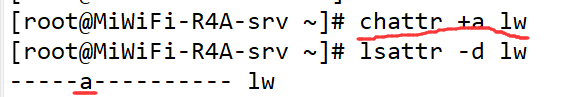 [root@MiWiFi-R4A-srv ~]# chattr +a lw
[root@MiWiFi-R4A-srv ~]# lsattr -d lw
-----a---------- lw